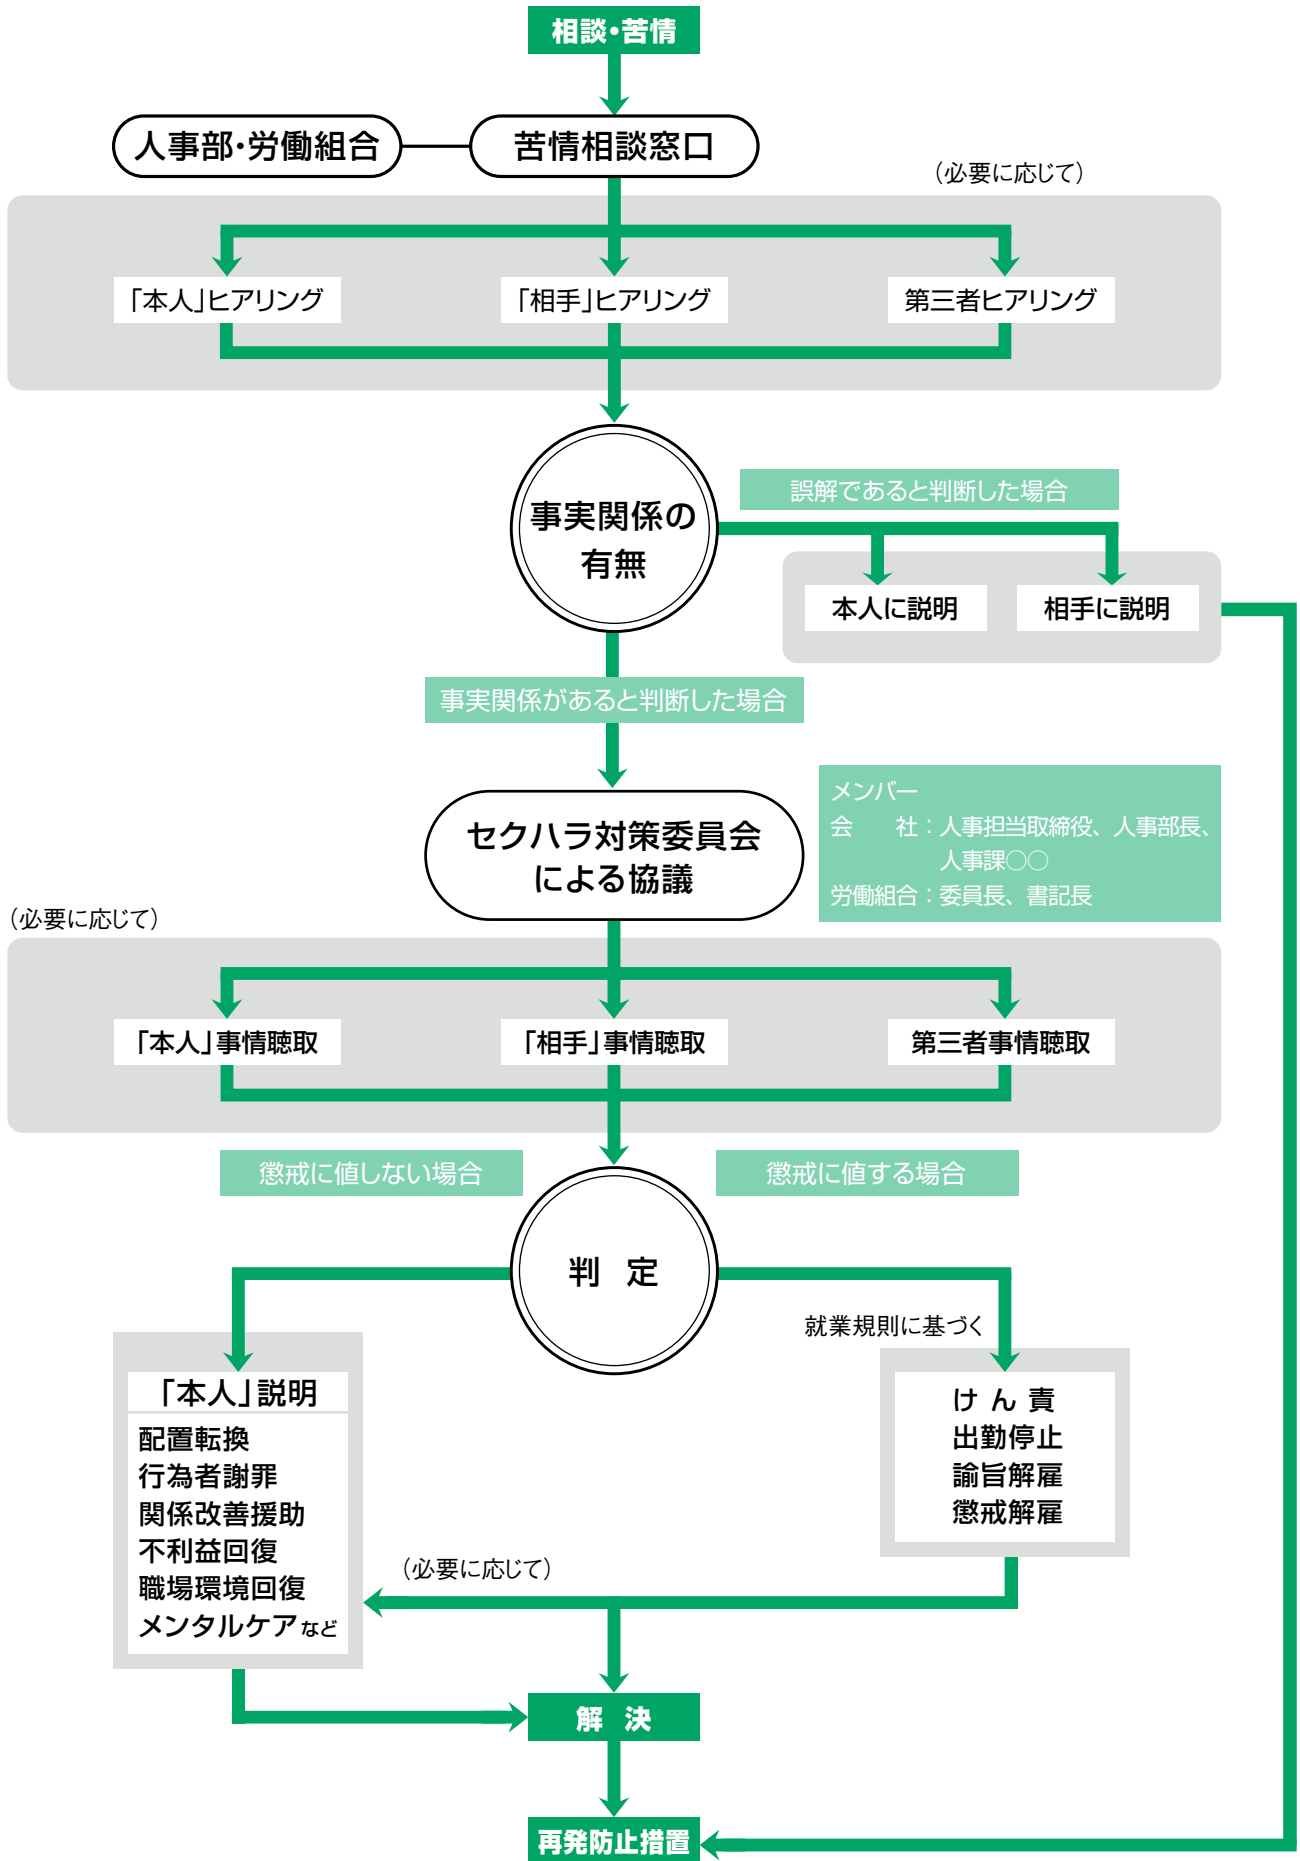 相談・苦情
人事部・労働組合
苦情相談窓口
（必要に応じて）
「本人」ヒアリング
「相手」ヒアリング
第三者ヒアリング
事実関係の
有無
誤解であると判断した場合
本人に説明
相手に説明
事実関係があると判断した場合
セクハラ対策委員会
による協議
メンバー
会　　社：人事担当取締役、人事部長、
人事課○○
労働組合：委員長、書記長
（必要に応じて）
「本人」事情聴取
「相手」事情聴取
第三者事情聴取
懲戒に値しない場合
懲戒に値する場合
判　定
就業規則に基づく
「本人」説明
配置転換
行為者謝罪
関係改善援助
不利益回復
職場環境回復
メンタルケアなど
けん責
出勤停止
諭旨解雇
懲戒解雇
（必要に応じて）
解　決
再発防止措置